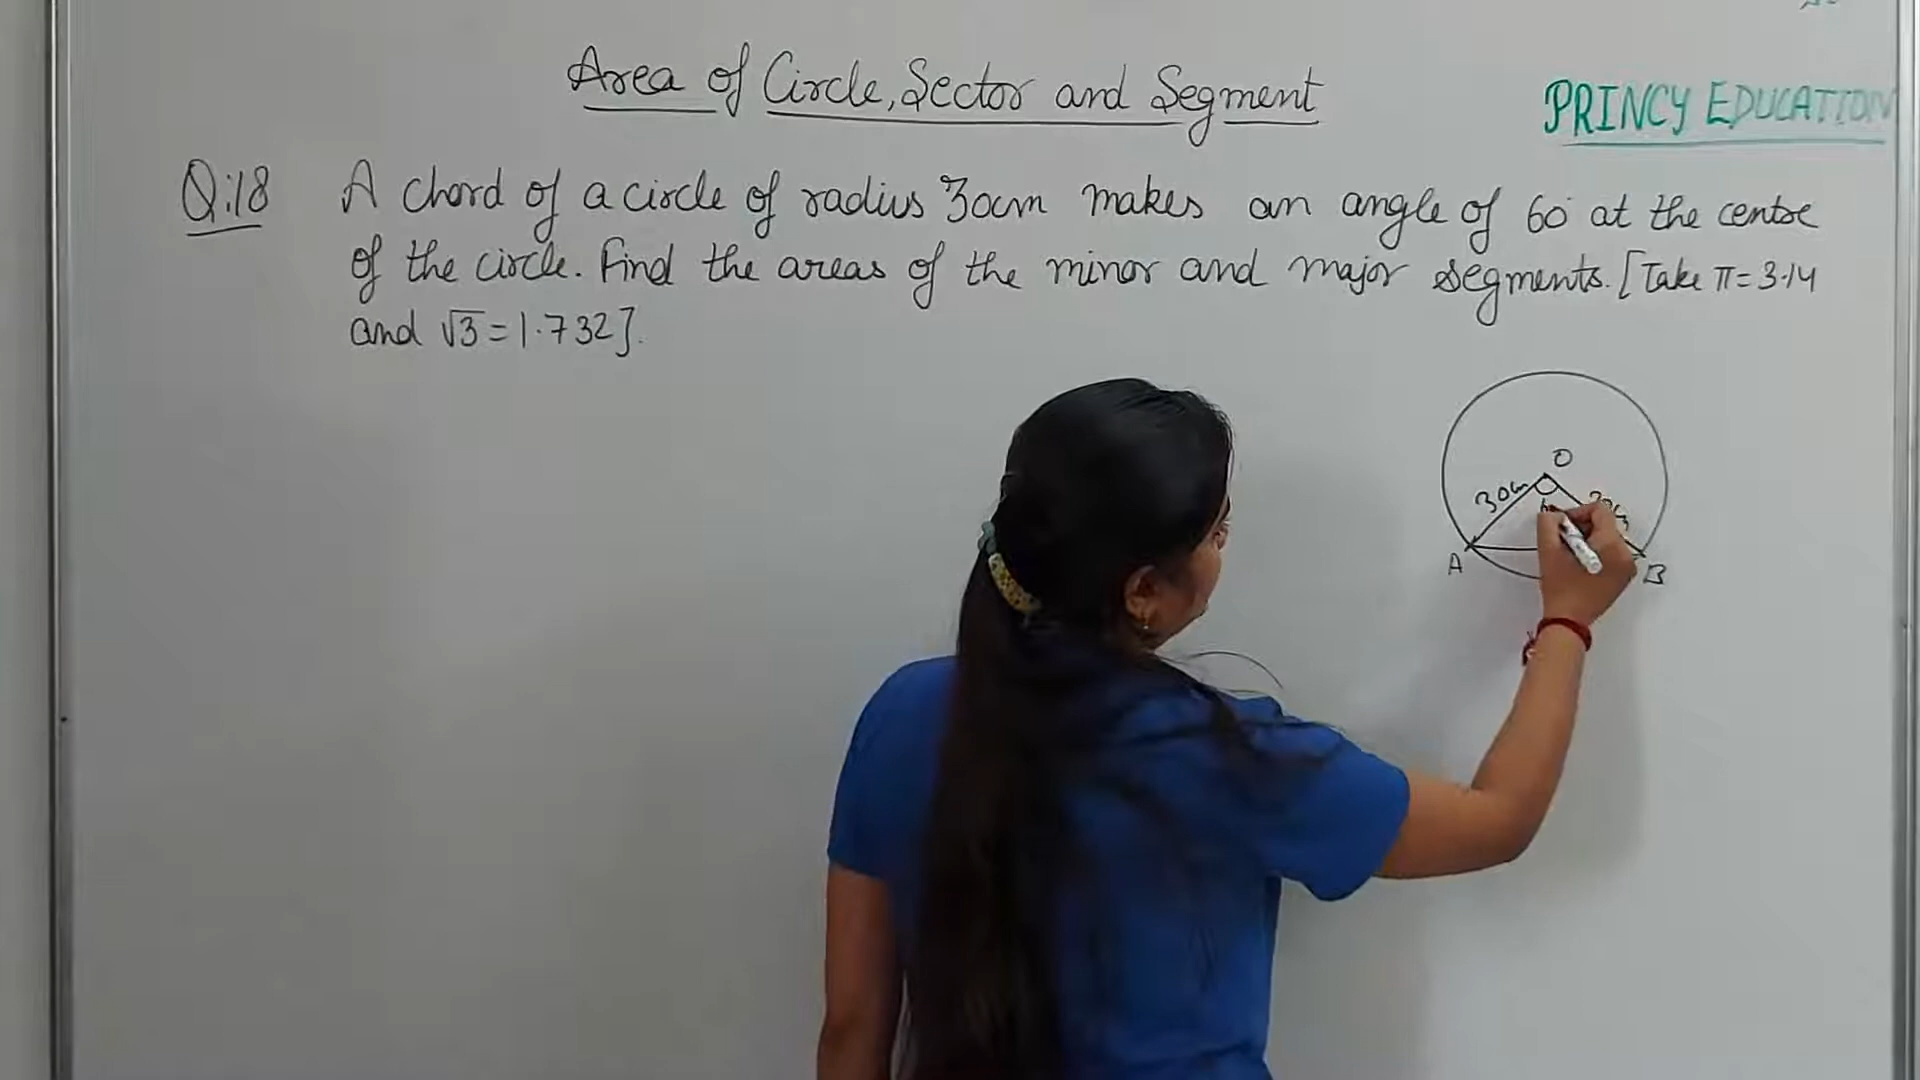 Area of Circle, Sector and Segment
PRINCY EDUCATION
Q:18 A chord of a circle of radius 30cm makes an angle of 60° at the centre
of the circle. Find the areas of the minor and major segments. [Take π = 3.14
and √3 = 1.732].
O
30cm
A
B